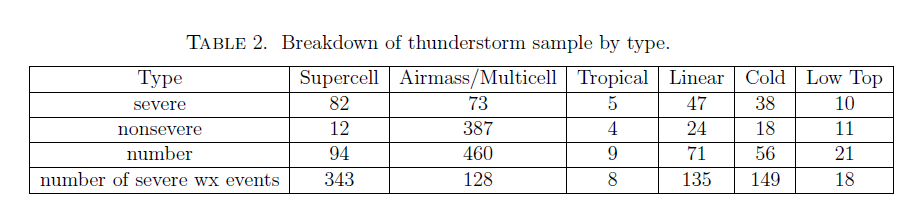 TABLE 2. Breakdown of thunderstorm sample by type.
Type Supercell Airmass/Multicell Tropical Linear Cold Low Top
severe 82 73 5 47 38 10
nonsevere 12 387 4 24 18 11
number 94 460 9 71 56 21
number of severe wx events 343 128 8 135 149 18